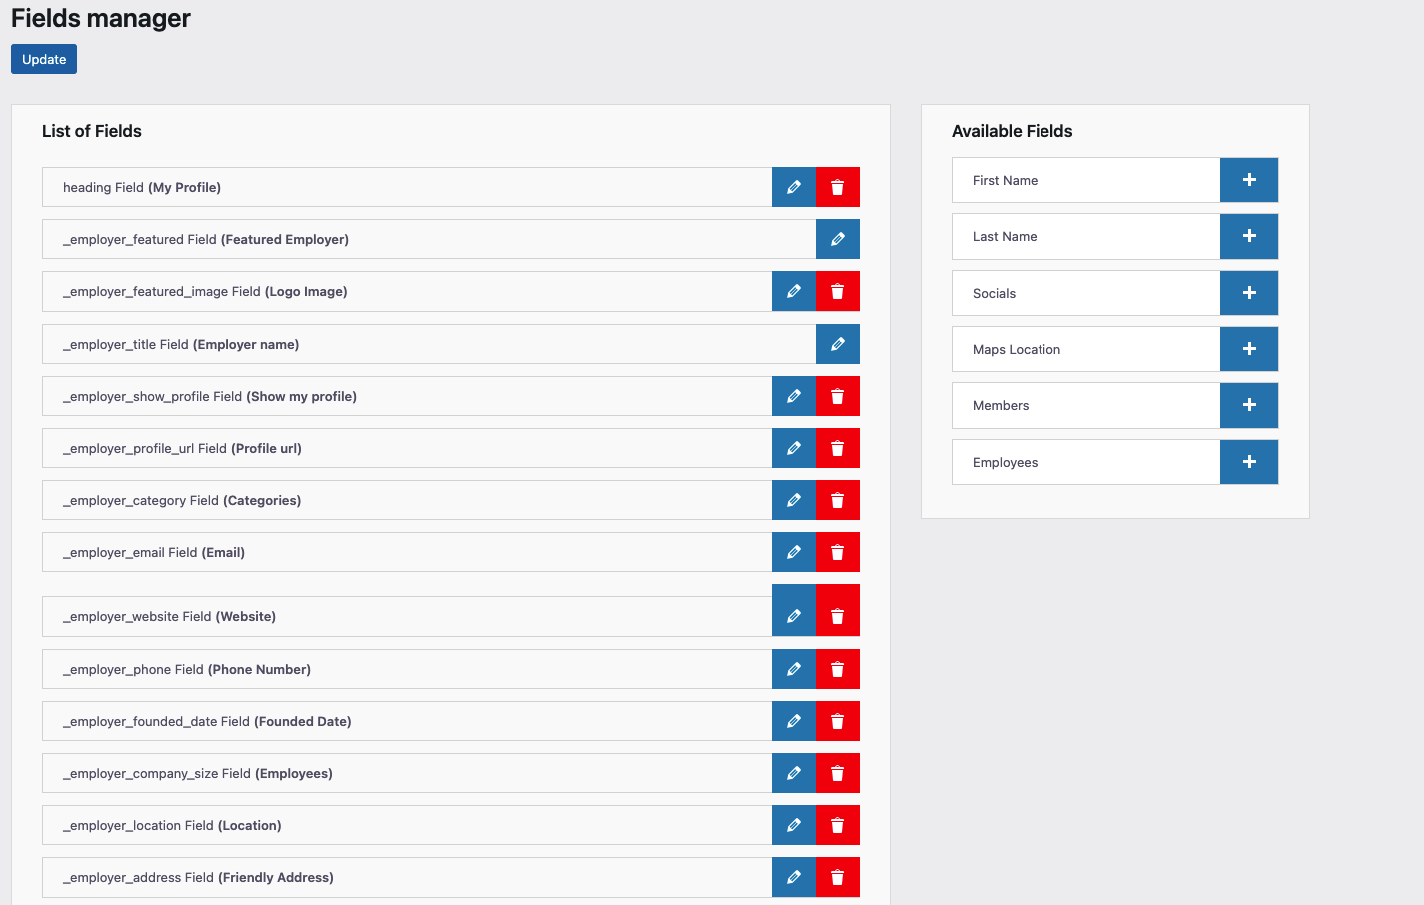 Fields manager
Update
List of Fields
heading Field (My Profile)
_employer_featured Field (Featured Employer)
_employer_featured_image Field (Logo Image)
_employer_title Field (Employer name)
_employer_show_profile Field (Show my profile)
_employer_profile_url Field (Profile url)
_employer_category Field (Categories)
_employer_email Field (Email)
_employer_website Field (Website)
_employer_phone Field (Phone Number)
_employer_founded_date Field (Founded Date)
_employer_company_size Field (Employees)
_employer_location Field (Location)
_employer_address Field (Friendly Address)
Available Fields
First Name
Last Name
Socials
Maps Location
Members
Employees